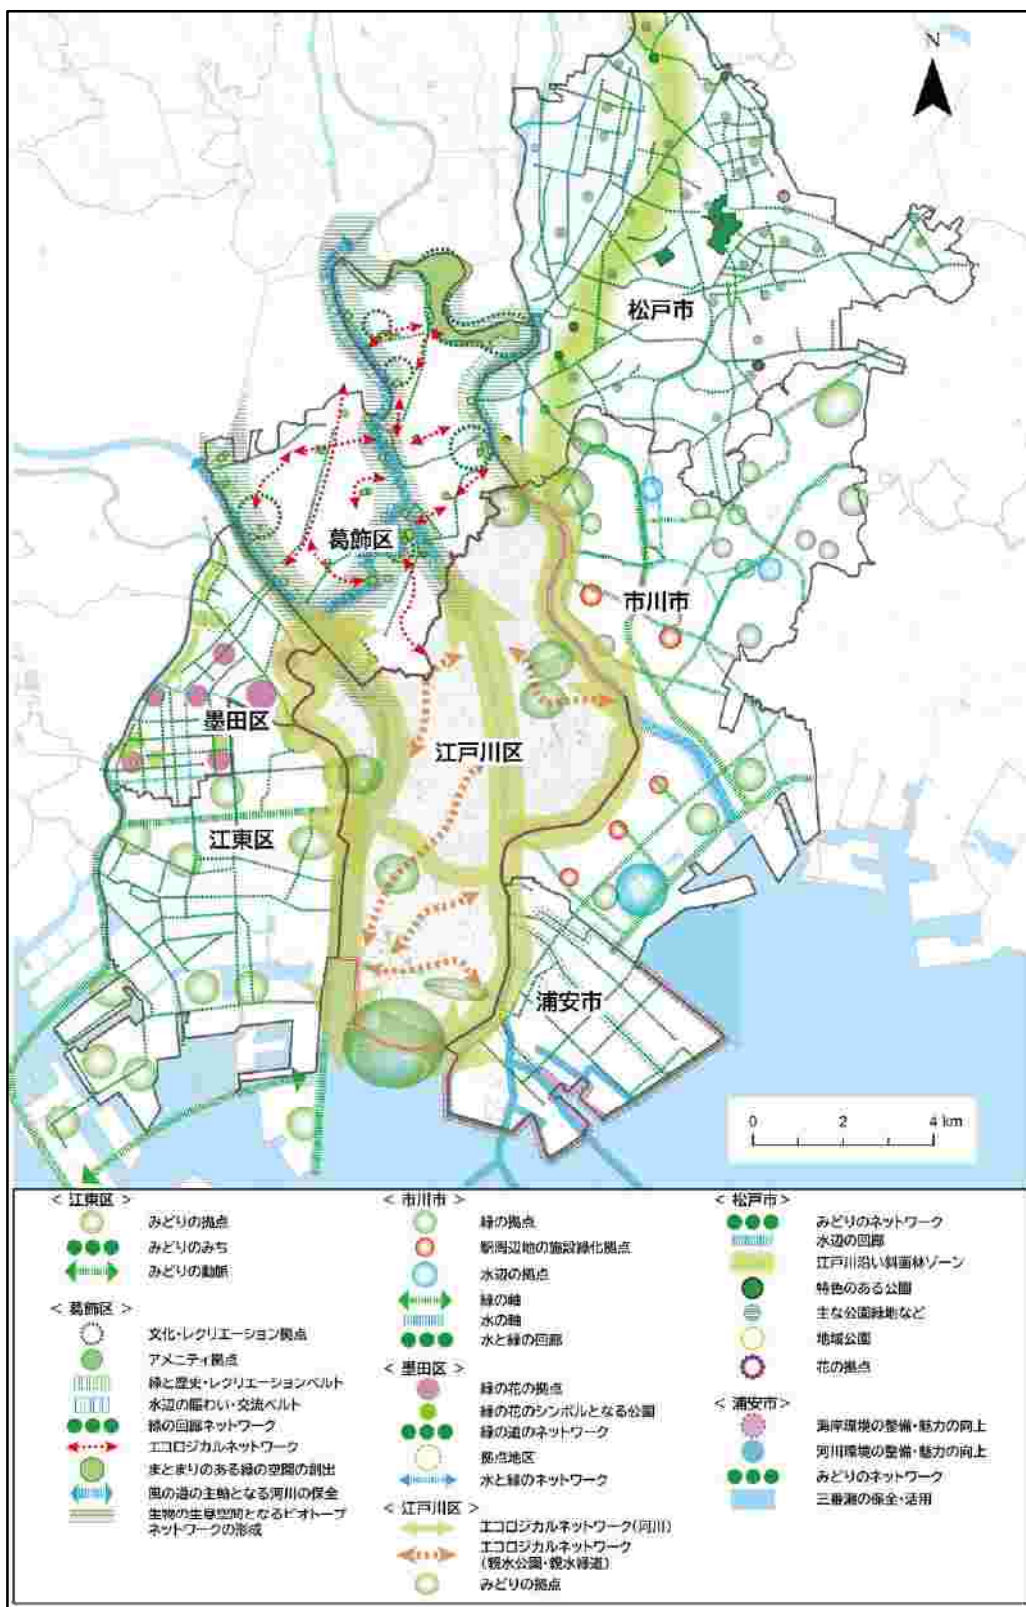 N
松戸市
葛飾区
市川市
墨田区
江戸川区
江東区
浦安市
0 2 4 km
< 江東区 >
みどりの拠点
みどりのみち
みどりの動脈
< 葛飾区 >
文化・レクリエーション拠点
アメニティ拠点
緑と歴史・レクリエーションベルト
水辺の賑わい・交流ベルト
緑の回廊ネットワーク
エコロジカルネットワーク
まとまりのある緑の空間の創出
風の道の主軸となる河川の保全
生物の生息空間となるビオトープ
ネットワークの形成
< 市川市 >
緑の拠点
駅周辺地の施設緑化拠点
水辺の拠点
緑の軸
水の軸
水と緑の回廊
< 墨田区 >
緑の花の拠点
緑の花のシンボルとなる公園
緑の道のネットワーク
拠点地区
水と緑のネットワーク
< 江戸川区 >
エコロジカルネットワーク(河川)
エコロジカルネットワーク
(親水公園・親水緑道)
みどりの拠点
< 松戸市 >
みどりのネットワーク
水辺の回廊
江戸川沿い斜面林ゾーン
特色のある公園
主な公園緑地など
地域公園
花の拠点
< 浦安市 >
海岸環境の整備・魅力の向上
河川環境の整備・魅力の向上
みどりのネットワーク
三番瀬の保全・活用